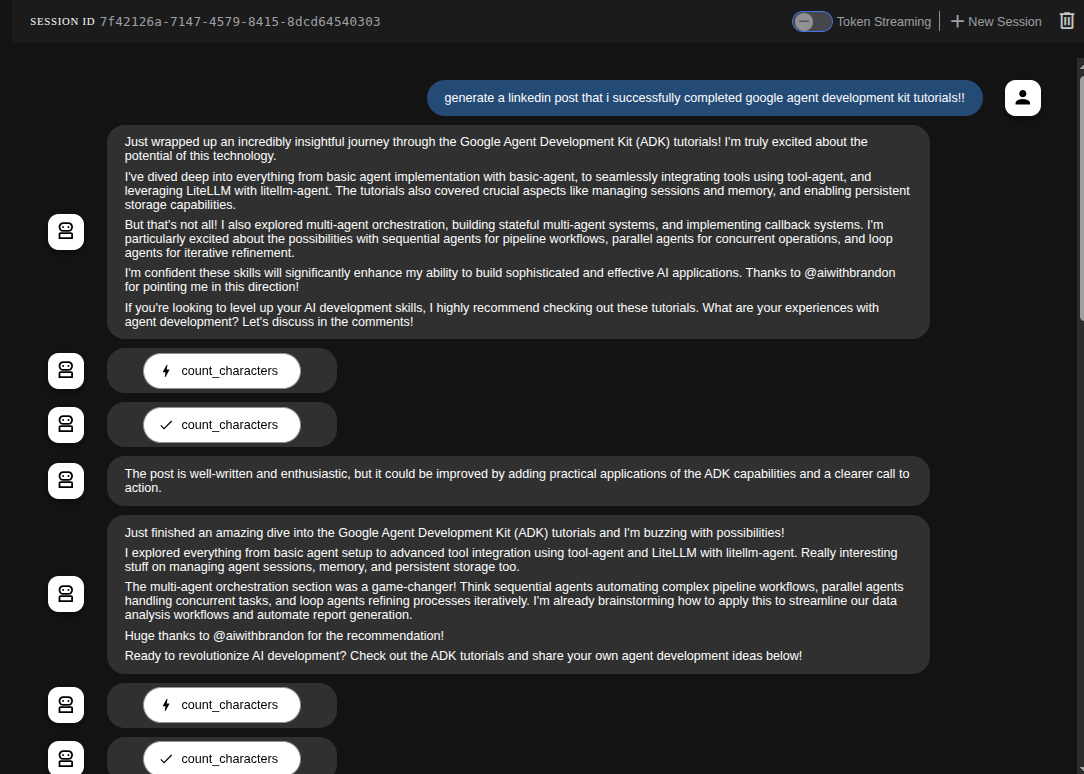 SESSION ID 7f42126a-7147-4579-8415-8dcd64540303
Token Streaming
New Session
generate a linkedin post that i successfully completed google agent development kit tutorials!!
Just wrapped up an incredibly insightful journey through the Google Agent Development Kit (ADK) tutorials! I'm truly excited about the
potential of this technology.
I've dived deep into everything from basic agent implementation with basic-agent, to seamlessly integrating tools using tool-agent, and
leveraging LiteLLM with litellm-agent. The tutorials also covered crucial aspects like managing sessions and memory, and enabling persistent
storage capabilities.
But that's not all! I also explored multi-agent orchestration, building stateful multi-agent systems, and implementing callback systems. I'm
particularly excited about the possibilities with sequential agents for pipeline workflows, parallel agents for concurrent operations, and loop
agents for iterative refinement.
I'm confident these skills will significantly enhance my ability to build sophisticated and effective AI applications. Thanks to @aiwithbrandon
for pointing me in this direction!
If you're looking to level up your AI development skills, I highly recommend checking out these tutorials. What are your experiences with
agent development? Let's discuss in the comments!
count_characters
count_characters
The post is well-written and enthusiastic, but it could be improved by adding practical applications of the ADK capabilities and a clearer call to
action.
Just finished an amazing dive into the Google Agent Development Kit (ADK) tutorials and I'm buzzing with possibilities!
I explored everything from basic agent setup to advanced tool integration using tool-agent and LiteLLM with litellm-agent. Really interesting
stuff on managing agent sessions, memory, and persistent storage too.
The multi-agent orchestration section was a game-changer! Think sequential agents automating complex pipeline workflows, parallel agents
handling concurrent tasks, and loop agents refining processes iteratively. I'm already brainstorming how to apply this to streamline our data
analysis workflows and automate report generation.
Huge thanks to @aiwithbrandon for the recommendation!
Ready to revolutionize AI development? Check out the ADK tutorials and share your own agent development ideas below!
count_characters
count_characters